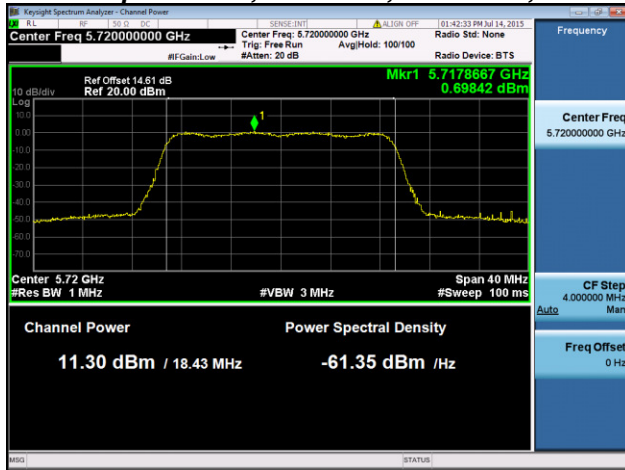 Keysight Spectrum Analyzer - Channel Power
RL RF 50 Ω DC SENSE:INT ALIGN OFF 01:42:33 PM Jul 14, 2015
Center Freq 5.720000000 GHz
Center Freq: 5.720000000 GHz
Radio Std: None
Trig: Free Run Avg|Hold: 100/100
#IFGain:Low #Atten: 20 dB Radio Device: BTS
Frequency
Ref Offset 14.61 dB
10 dB/div Ref 20.00 dBm
Mkr1 5.7178667 GHz
0.69842 dBm
Log
10.0
0.00
-10.0
-20.0
-30.0
-40.0
-50.0
-60.0
-70.0
1
Center Freq
5.720000000 GHz
Center 5.72 GHz Span 40 MHz
#Res BW 1 MHz #VBW 3 MHz #Sweep 100 ms
CF Step
4.000000 MHz
Auto Man
Channel Power Power Spectral Density
11.30 dBm / 18.43 MHz -61.35 dBm /Hz
Freq Offset
0 Hz
MSG STATUS